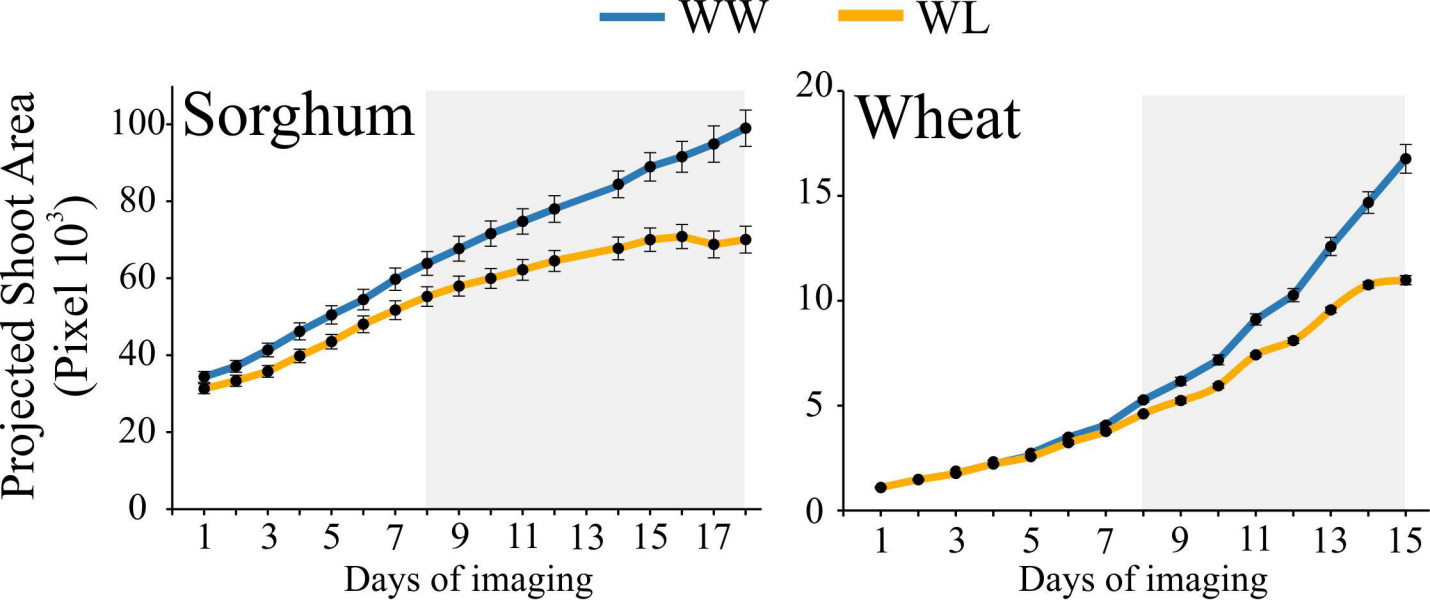 WW
WL
Projected Shoot Area
(Pixel 10³)
Sorghum
100
80
60
40
20
0
1 3 5 7 9 11 13 15 17
Days of imaging
Wheat
20
15
10
5
0
1 3 5 7 9 11 13 15
Days of imaging